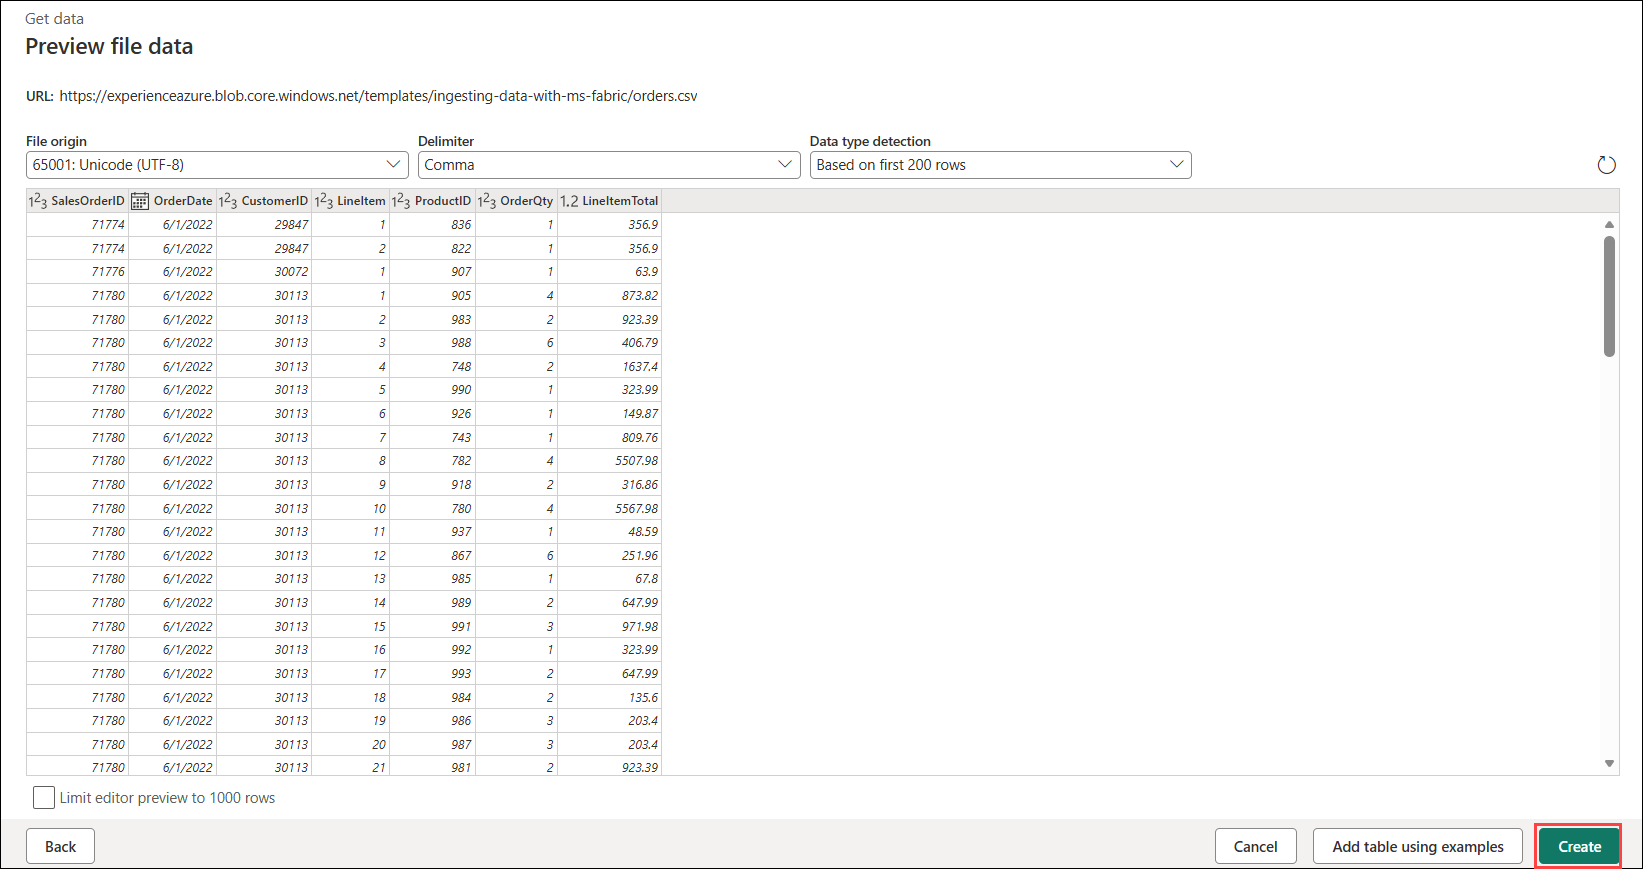 Get data
Preview file data
URL: https://experienceazure.blob.core.windows.net/templates/ingesting-data-with-ms-fabric/orders.csv
File origin Delimiter Data type detection
65001: Unicode (UTF-8) Comma Based on first 200 rows
123 SalesOrderID OrderDate 123 CustomerID 123 LineItem 123 ProductID 123 OrderQty 1.2 LineItemTotal
71774 6/1/2022 29847 1 836 1 356.9
71774 6/1/2022 29847 2 822 1 356.9
71776 6/1/2022 30072 1 907 1 63.9
71780 6/1/2022 30113 1 905 4 873.82
71780 6/1/2022 30113 2 983 2 923.39
71780 6/1/2022 30113 3 988 6 406.79
71780 6/1/2022 30113 4 748 2 1637.4
71780 6/1/2022 30113 5 990 1 323.99
71780 6/1/2022 30113 6 926 1 149.87
71780 6/1/2022 30113 7 743 1 809.76
71780 6/1/2022 30113 8 782 4 5507.98
71780 6/1/2022 30113 9 918 2 316.86
71780 6/1/2022 30113 10 780 4 5567.98
71780 6/1/2022 30113 11 937 1 48.59
71780 6/1/2022 30113 12 867 6 251.96
71780 6/1/2022 30113 13 985 1 67.8
71780 6/1/2022 30113 14 989 2 647.99
71780 6/1/2022 30113 15 991 3 971.98
71780 6/1/2022 30113 16 992 1 323.99
71780 6/1/2022 30113 17 993 2 647.99
71780 6/1/2022 30113 18 984 2 135.6
71780 6/1/2022 30113 19 986 3 203.4
71780 6/1/2022 30113 20 987 3 203.4
71780 6/1/2022 30113 21 981 2 923.39
Limit editor preview to 1000 rows
Back Cancel Add table using examples Create